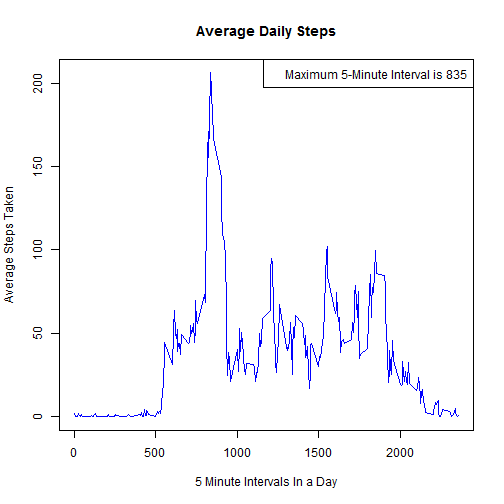 Average Daily Steps
Maximum 5-Minute Interval is 835
Average Steps Taken
200
150
100
50
0
0 500 1000 1500 2000
5 Minute Intervals In a Day